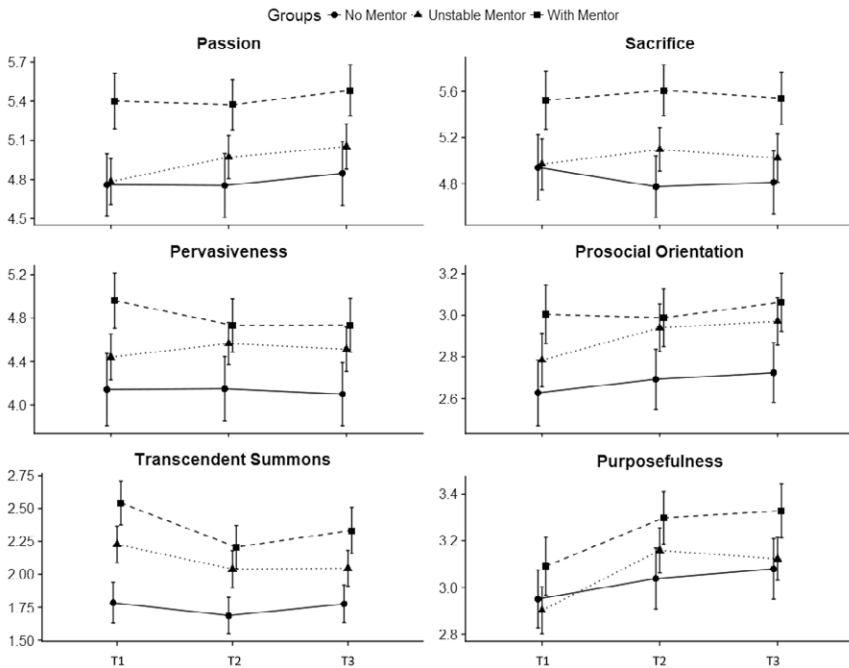 Groups No Mentor Unstable Mentor With Mentor
Passion
5.7
5.4
5.1
4.8
4.5
Sacrifice
5.6
5.2
4.8
Pervasiveness
5.2
4.8
4.4
4.0
Prosocial Orientation
3.2
3.0
2.8
2.6
Transcendent Summons
2.75
2.50
2.25
2.00
1.75
1.50
T1 T2 T3
Purposefulness
3.4
3.2
3.0
2.8
T1 T2 T3